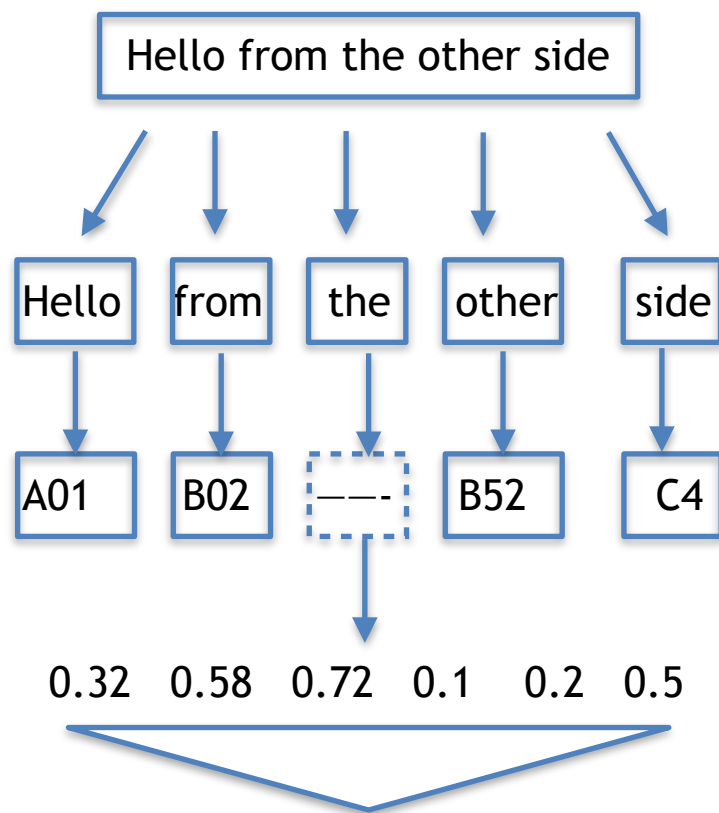 Hello from the other side
Hello from the other side
A01 B02 ——- B52 C4
0.32 0.58 0.72 0.1 0.2 0.5